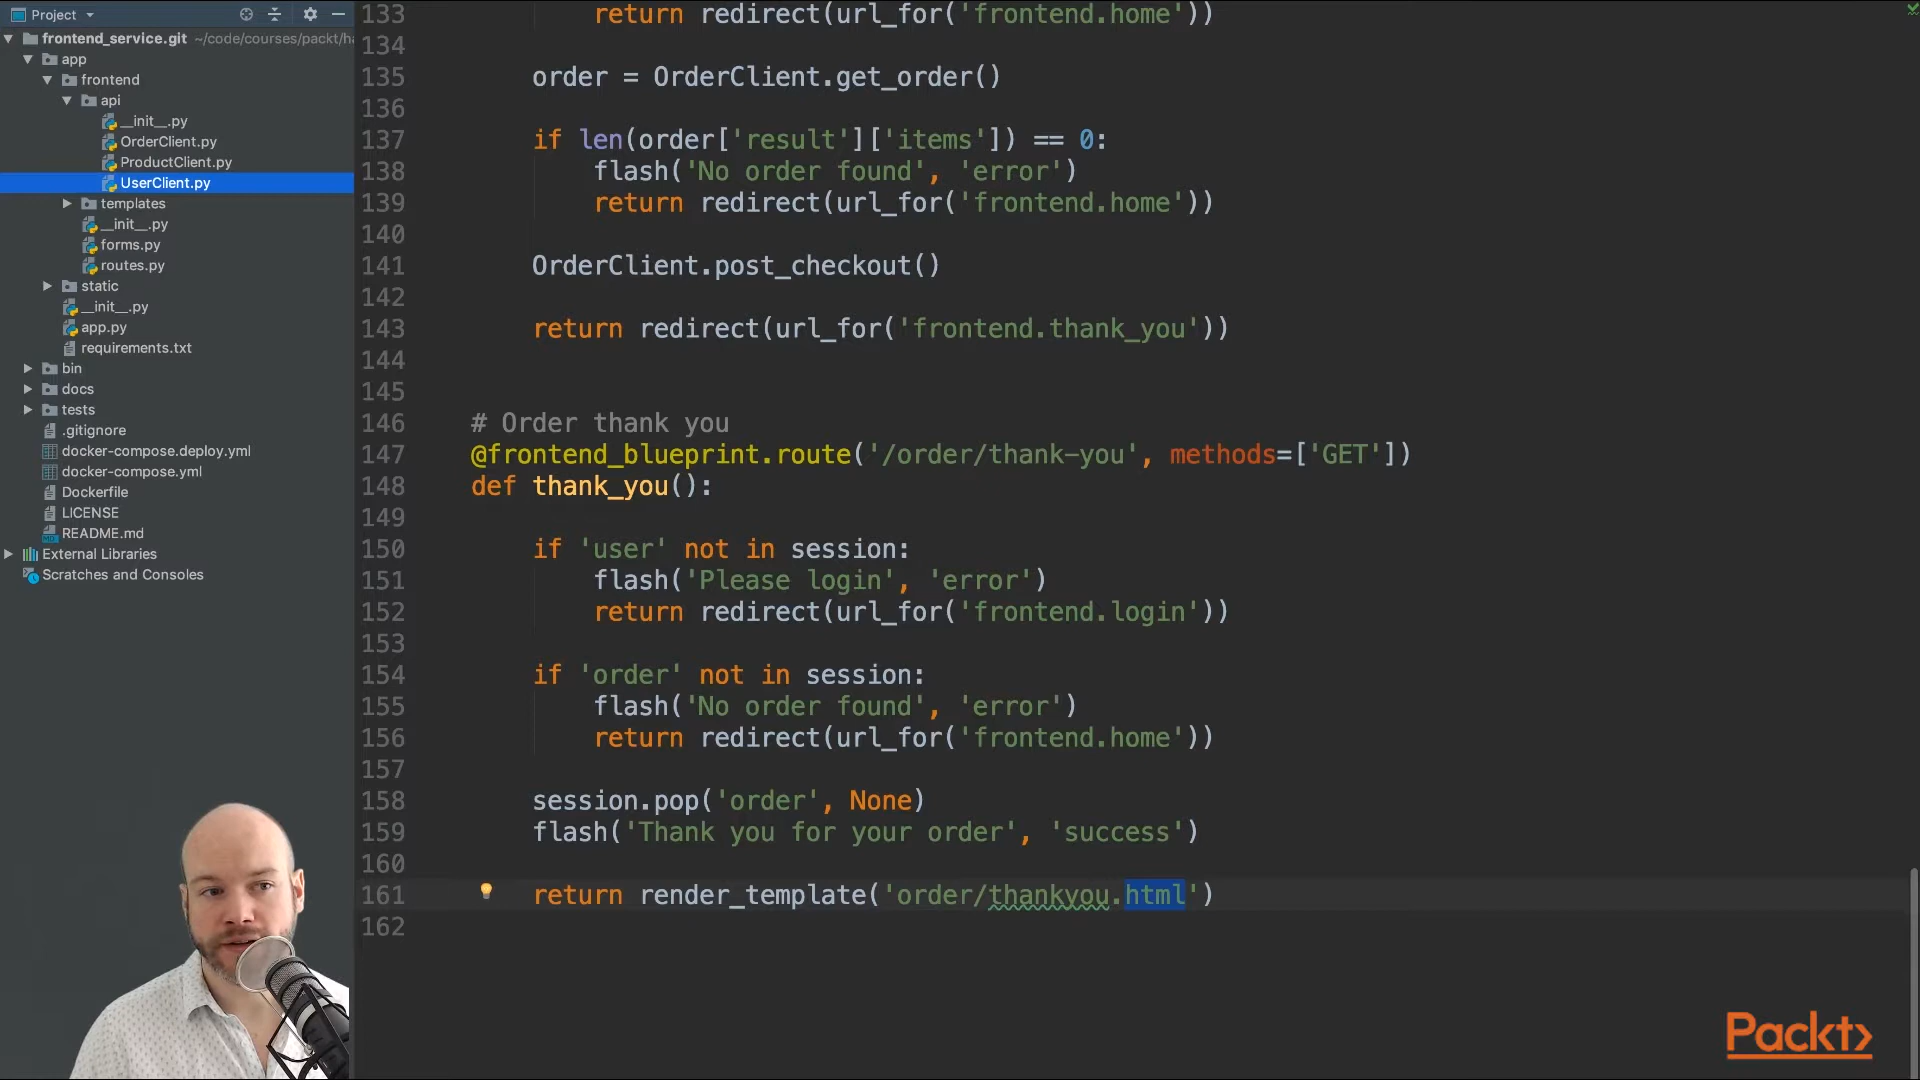 Project
frontend_service.git ~/code/courses/packt/ha
app
frontend
api
__init__.py
OrderClient.py
ProductClient.py
UserClient.py
templates
__init__.py
forms.py
routes.py
static
__init__.py
app.py
requirements.txt
bin
docs
tests
.gitignore
docker-compose.deploy.yml
docker-compose.yml
Dockerfile
LICENSE
README.md
External Libraries
Scratches and Consoles
133 return redirect(url_for('frontend.home'))
134
135 order = OrderClient.get_order()
136
137 if len(order['result']['items']) == 0:
138 flash('No order found', 'error')
139 return redirect(url_for('frontend.home'))
140
141 OrderClient.post_checkout()
142
143 return redirect(url_for('frontend.thank_you'))
144
145
146 # Order thank you
147 @frontend_blueprint.route('/order/thank-you', methods=['GET'])
148 def thank_you():
149
150 if 'user' not in session:
151 flash('Please login', 'error')
152 return redirect(url_for('frontend.login'))
153
154 if 'order' not in session:
155 flash('No order found', 'error')
156 return redirect(url_for('frontend.home'))
157
158 session.pop('order', None)
159 flash('Thank you for your order', 'success')
160
161 return render_template('order/thankyou.html')
162
Packt>